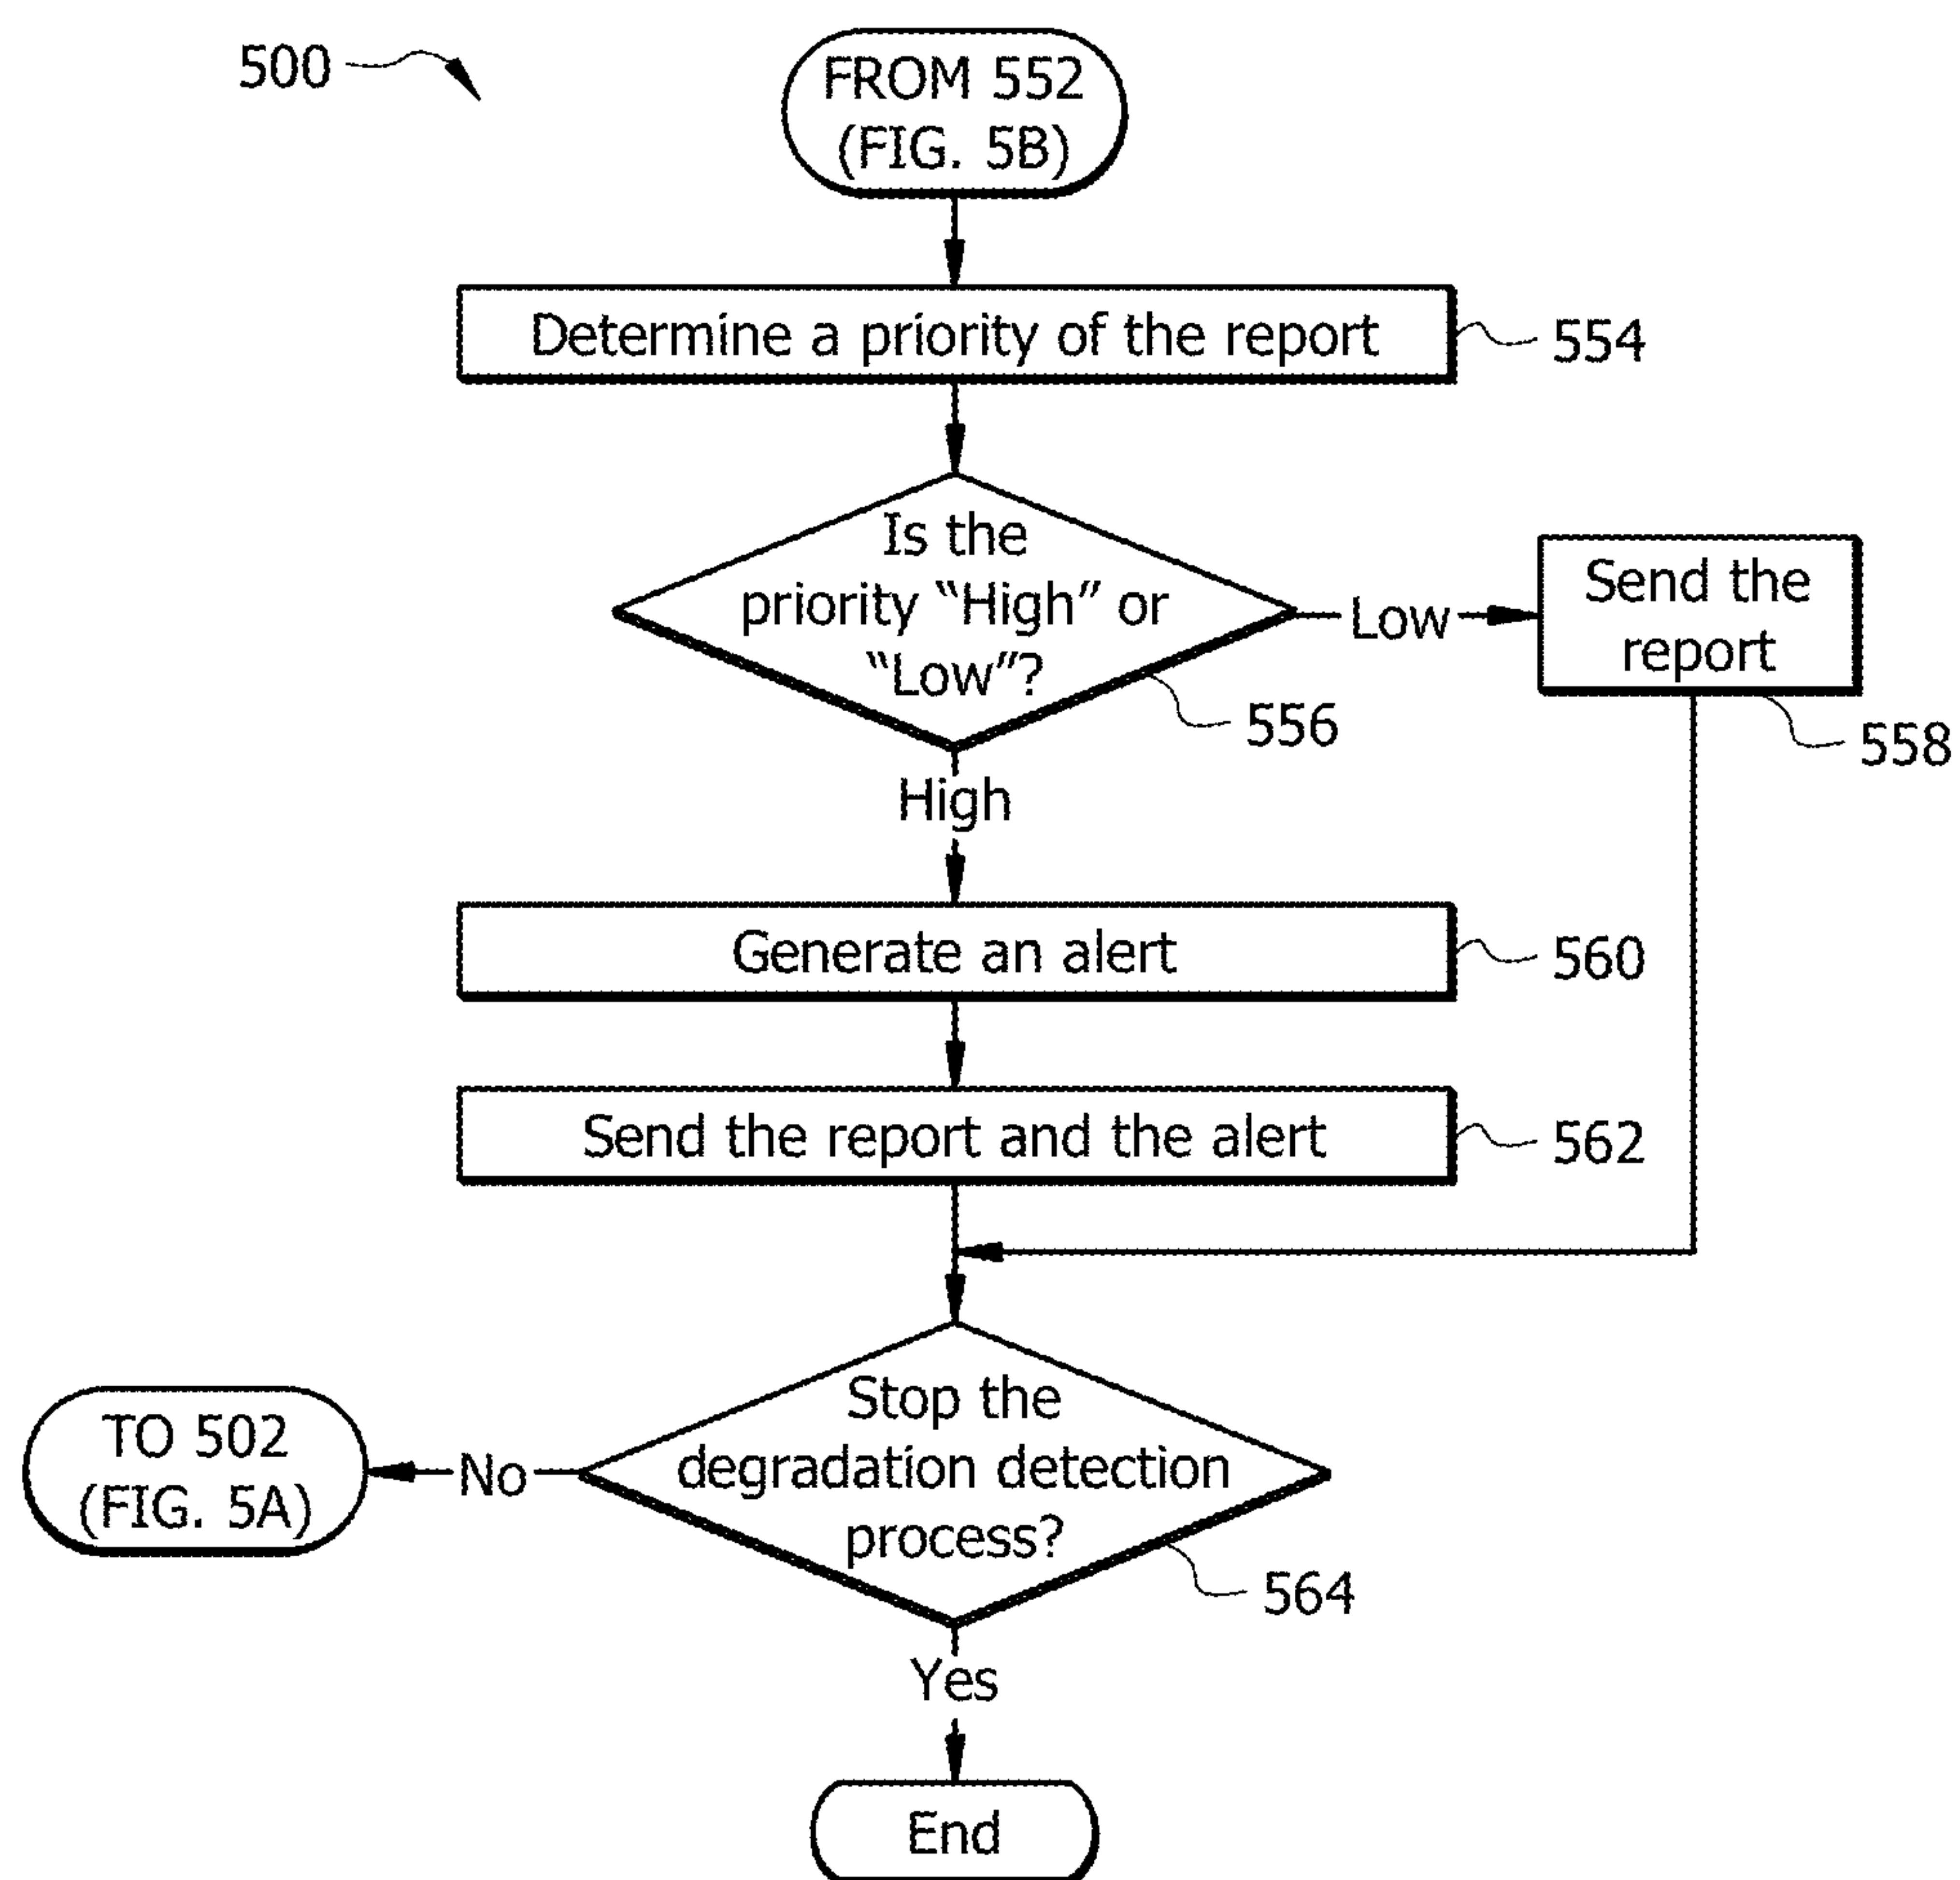 500
FROM 552
(FIG. 5B)
Determine a priority of the report
554
Is the
priority “High” or
“Low”?
556
Low
Send the
report
558
High
Generate an alert
560
Send the report and the alert
562
Stop the
degradation detection
process?
564
No
TO 502
(FIG. 5A)
Yes
End